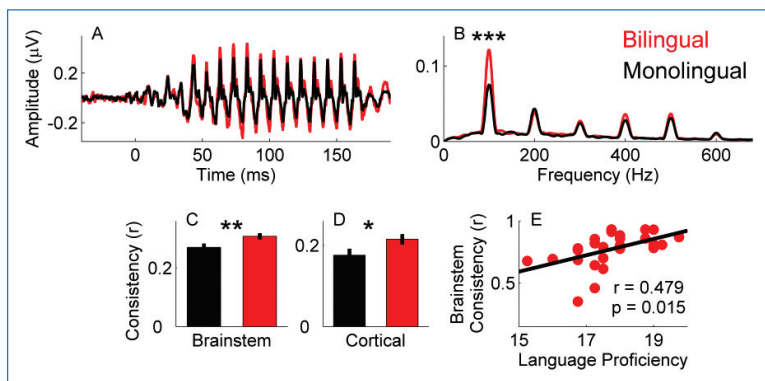 A
Amplitude (μV)
0.2
-0.2
0 50 100 150
Time (ms)
B
***
Bilingual
Monolingual
0.1
0
0 200 400 600
Frequency (Hz)
C
**
Consistency (r)
0.2
0
Brainstem
D
*
0.2
0
Cortical
E
Brainstem
Consistency (r)
1
0.5
r = 0.479
p = 0.015
15 17 19
Language Proficiency